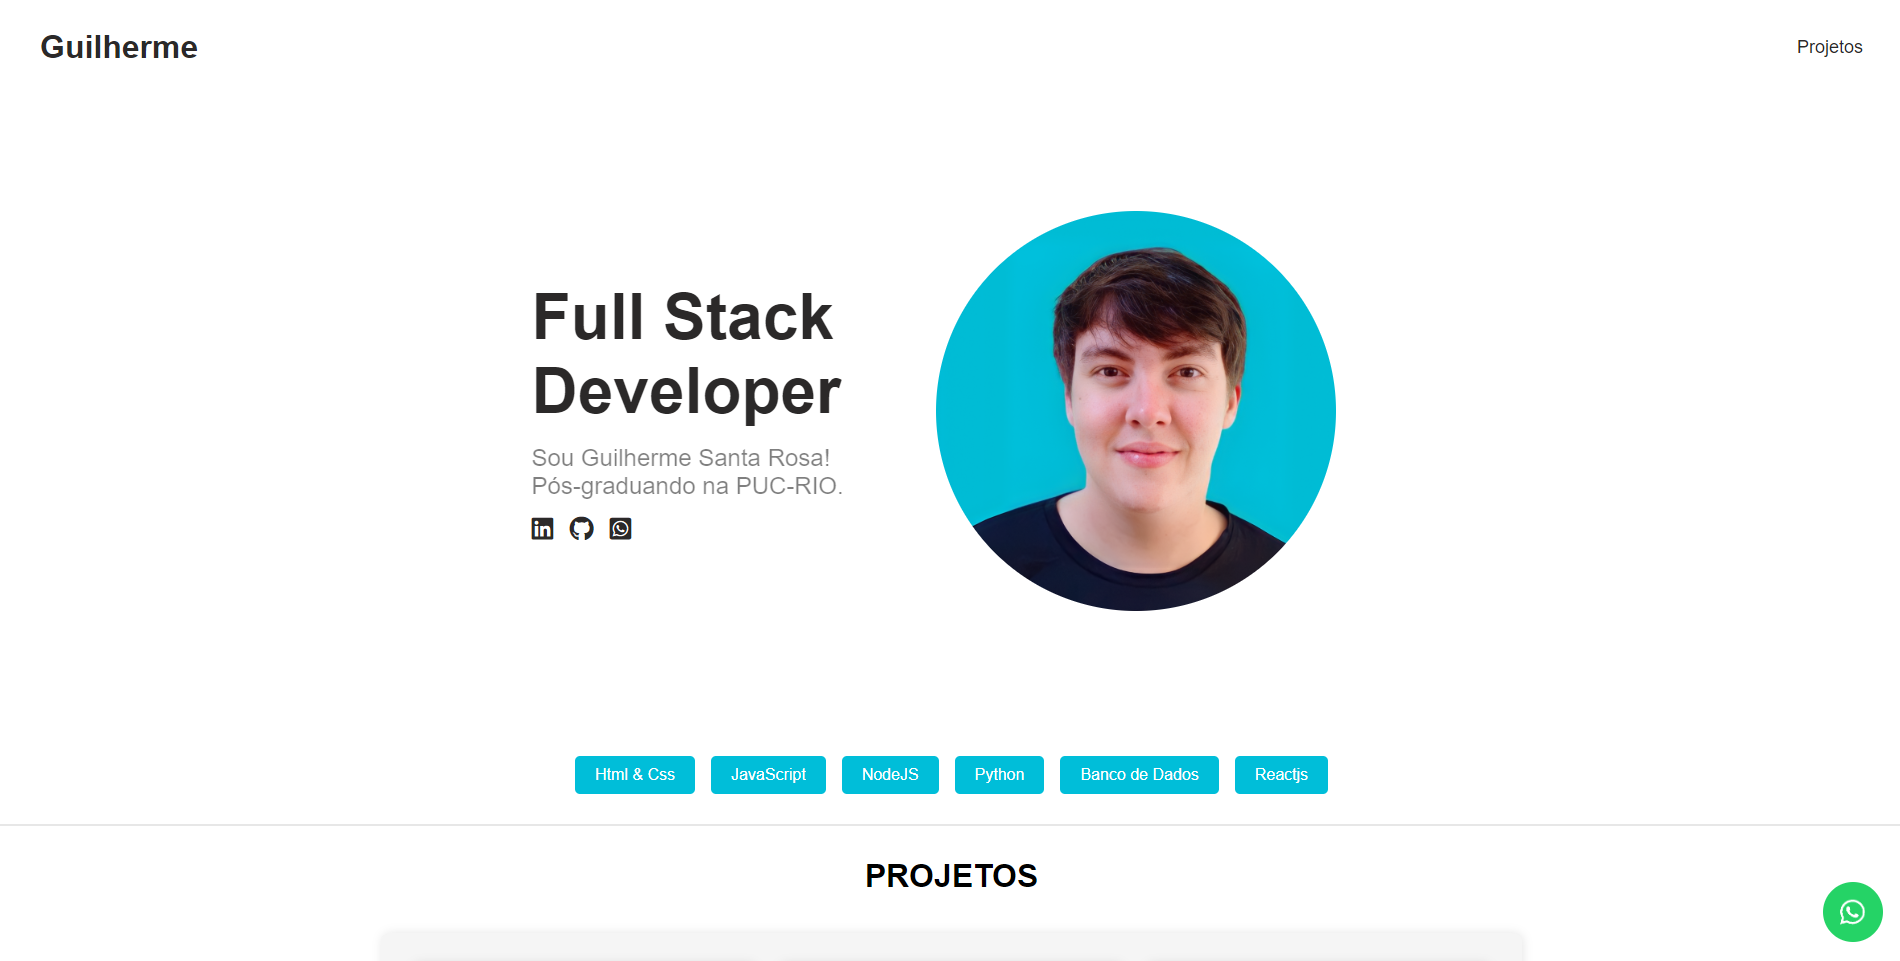 Guilherme
Projetos
Full Stack
Developer
Sou Guilherme Santa Rosa!
Pós-graduando na PUC-RIO.
Html & Css
JavaScript
NodeJS
Python
Banco de Dados
Reactjs
PROJETOS